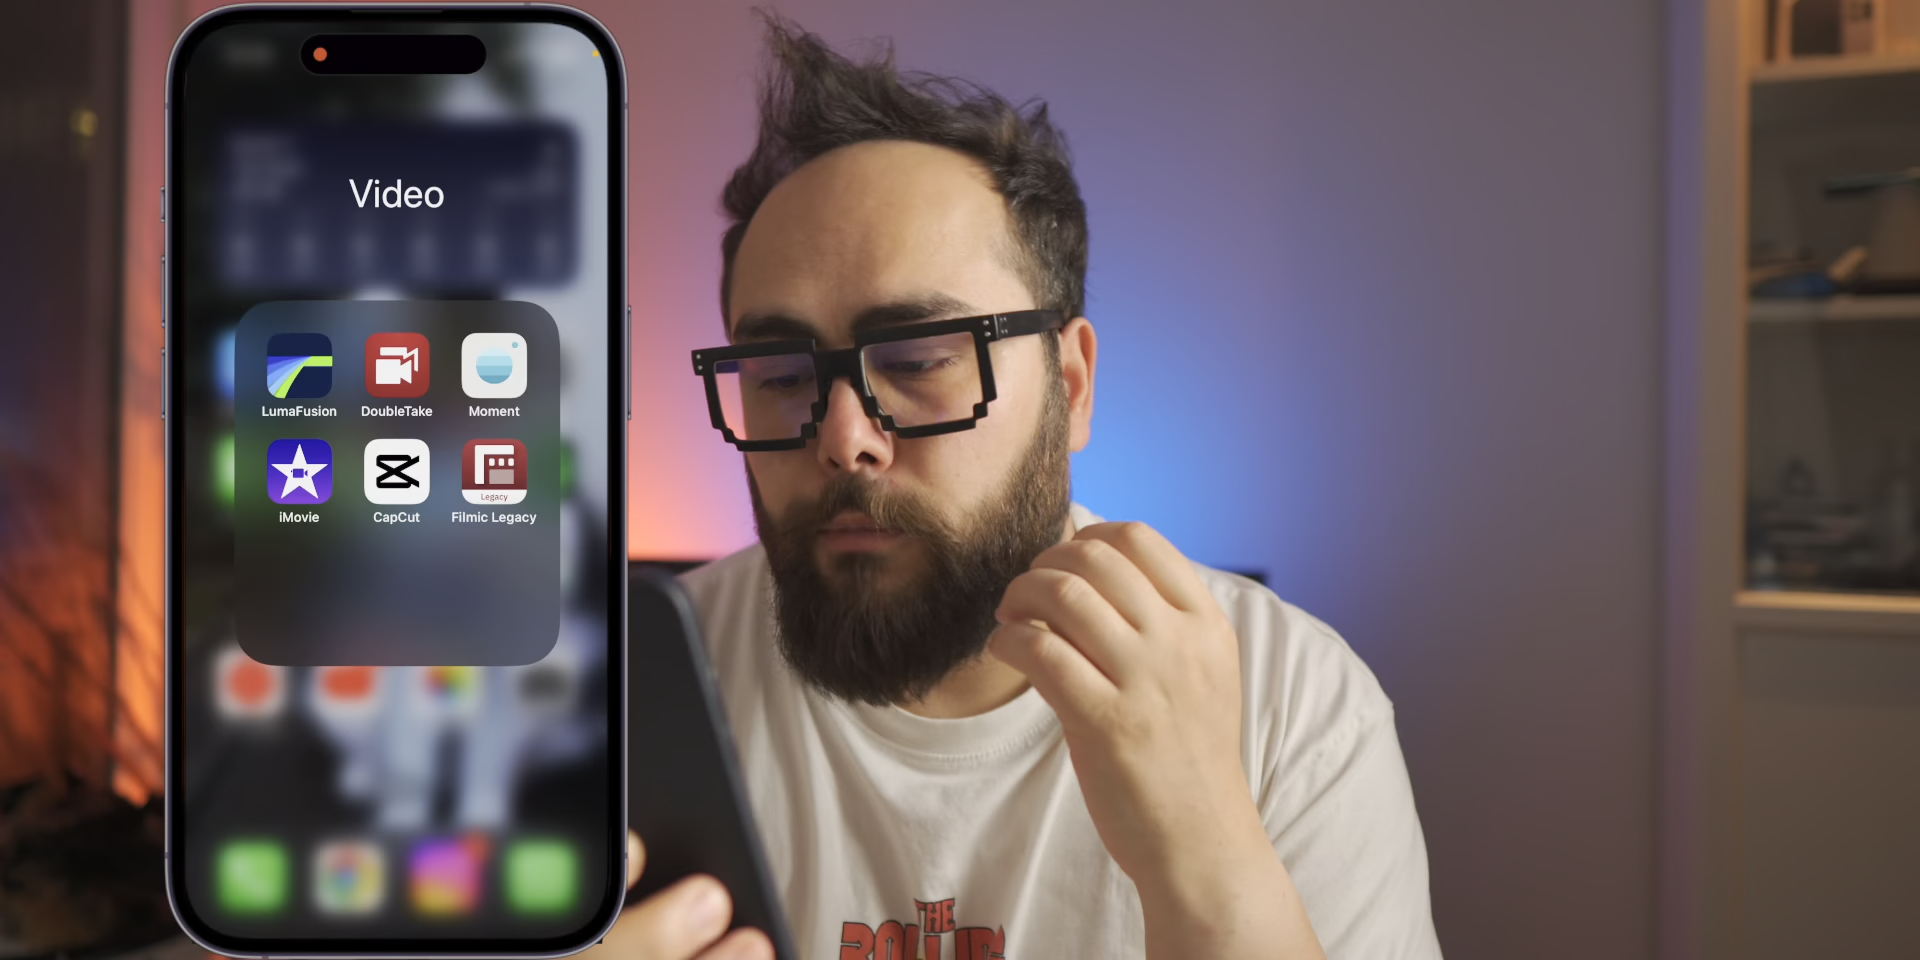 Video
LumaFusion DoubleTake Moment
Legacy
iMovie CapCut Filmic Legacy
THE